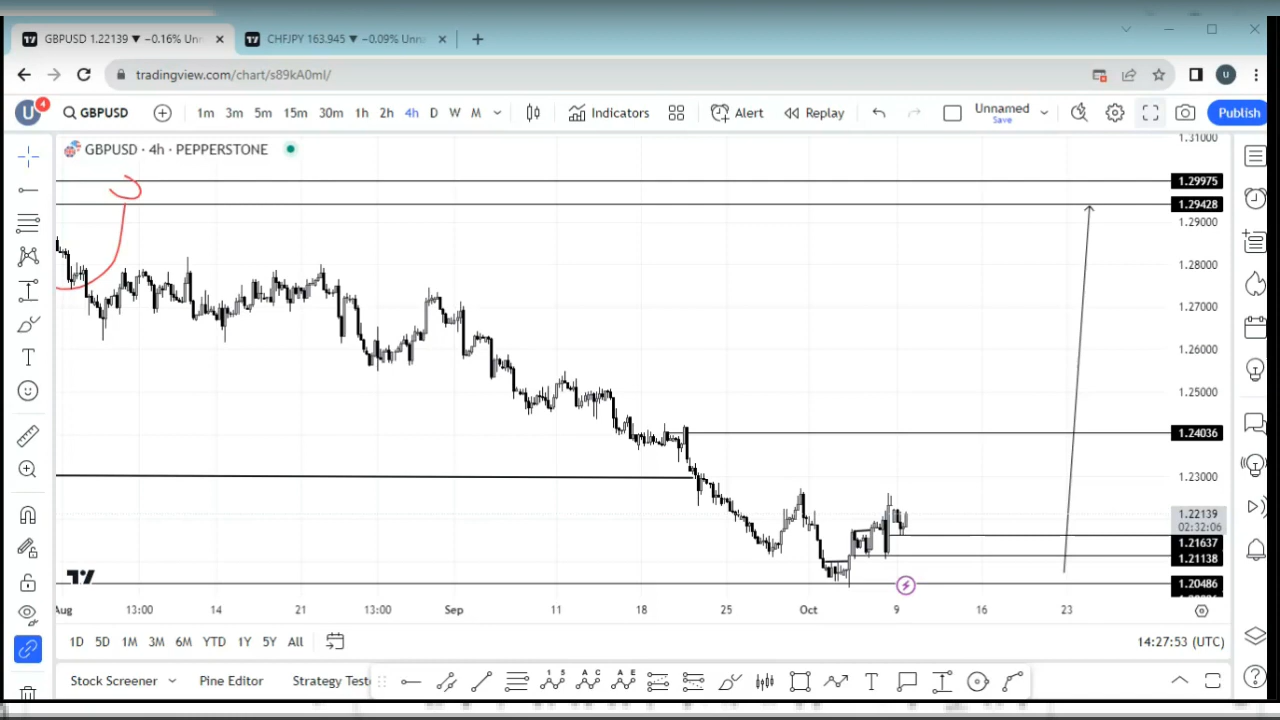 GBPUSD 1.22139 ▼ −0.16% Unn
CHFJPY 163.945 ▼ −0.09% Unn
tradingview.com/chart/s89kA0ml/
U
U 4 GBPUSD 1m 3m 5m 15m 30m 1h 2h 4h D W M Indicators Alert Replay Unnamed Save Publish
GBPUSD · 4h · PEPPERSTONE
1.31000
1.29975
1.29428
1.29000
1.28000
1.27000
1.26000
1.25000
1.24036
1.23000
1.22139
02:32:06
1.21637
1.21138
1.20486
Aug 13:00 14 21 13:00 Sep 11 18 25 Oct 9 16 23
1D 5D 1M 3M 6M YTD 1Y 5Y All 14:27:53 (UTC)
Stock Screener Pine Editor Strategy Teste